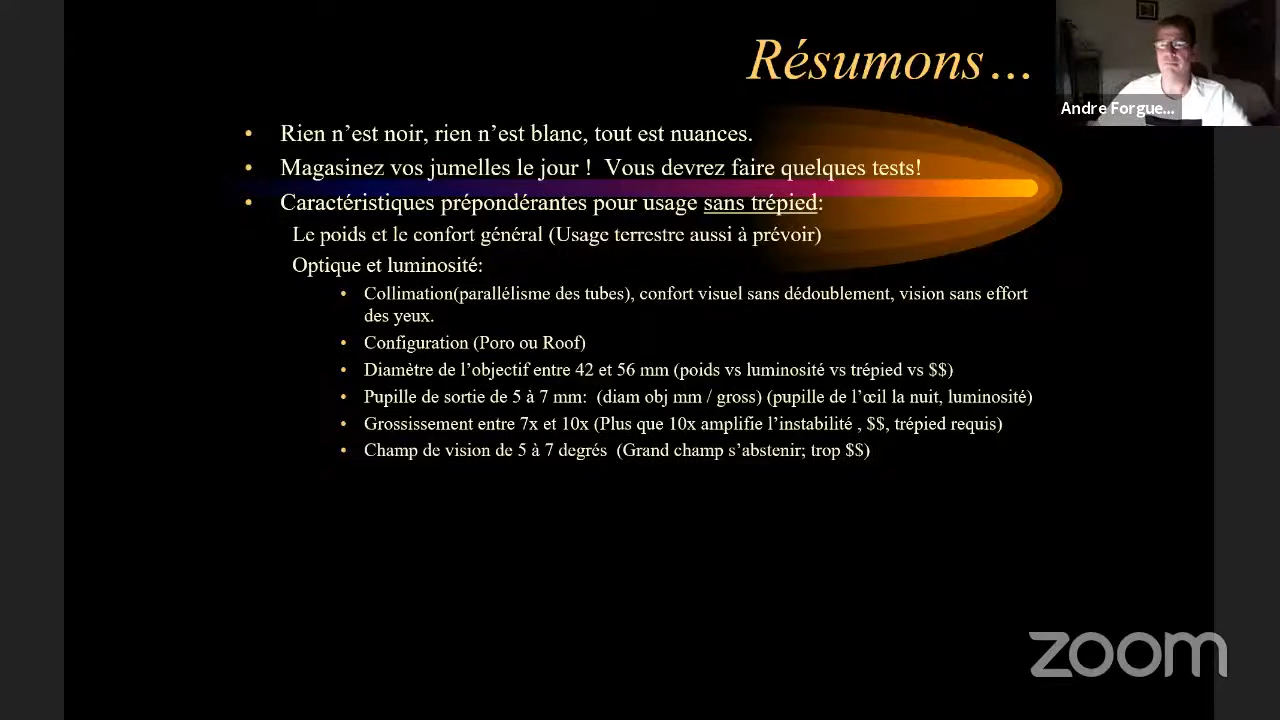 Résumons…
Andre Forgue...
• Rien n’est noir, rien n’est blanc, tout est nuances.
• Magasinez vos jumelles le jour ! Vous devrez faire quelques tests!
• Caractéristiques prépondérantes pour usage sans trépied:
Le poids et le confort général (Usage terrestre aussi à prévoir)
Optique et luminosité:
• Collimation(parallélisme des tubes), confort visuel sans dédoublement, vision sans effort
des yeux.
• Configuration (Poro ou Roof)
• Diamètre de l’objectif entre 42 et 56 mm (poids vs luminosité vs trépied vs $$)
• Pupille de sortie de 5 à 7 mm: (diam obj mm / gross) (pupille de l’œil la nuit, luminosité)
• Grossissement entre 7x et 10x (Plus que 10x amplifie l’instabilité , $$, trépied requis)
• Champ de vision de 5 à 7 degrés (Grand champ s’abstenir; trop $$)
zoom